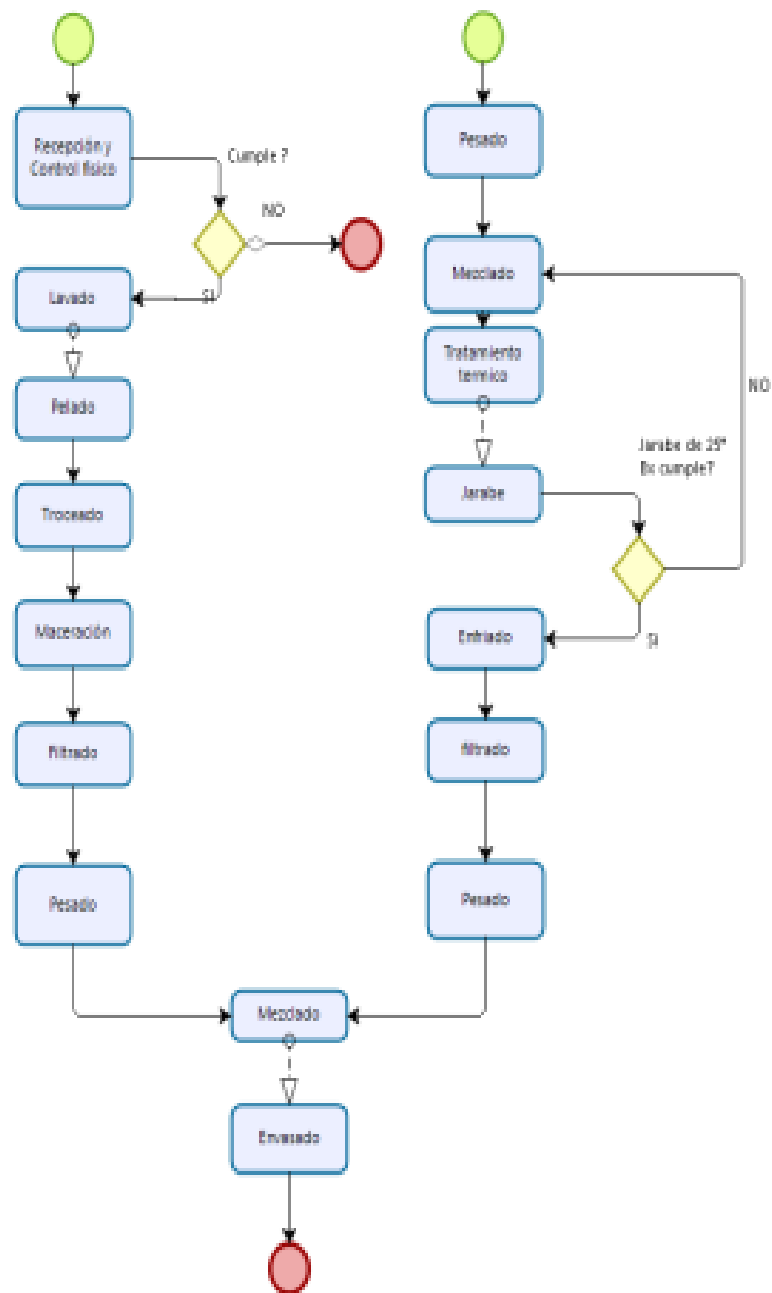 Recepción y
Control físico
Cumple ?
NO
SI
Lavado
Pelado
Troceado
Maceración
Filtrado
Pesado
Pesado
Mezclado
Tratamiento
termico
Jarabe
Jarabe de 25°
Bx cumple?
NO
SI
Enfriado
filtrado
Pesado
Mezclado
Envasado